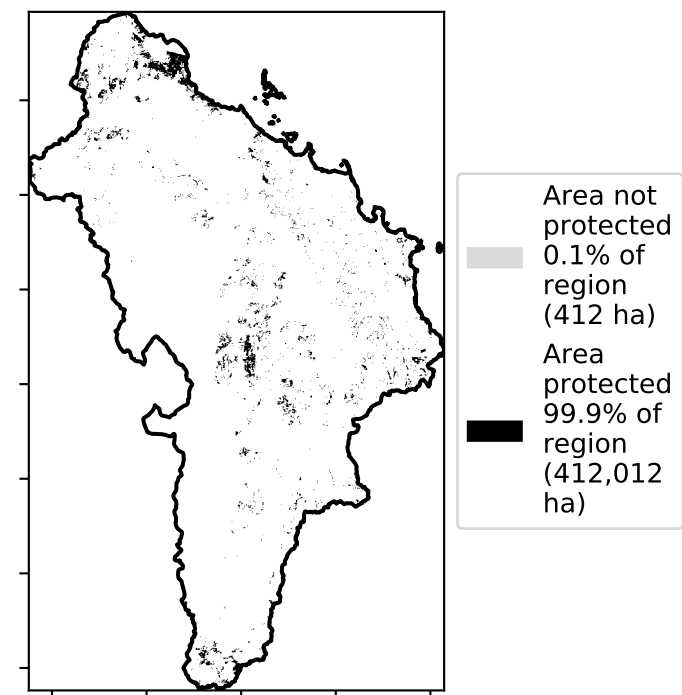 Area not
protected
0.1% of
region
(412 ha)
Area
protected
99.9% of
region
(412,012
ha)